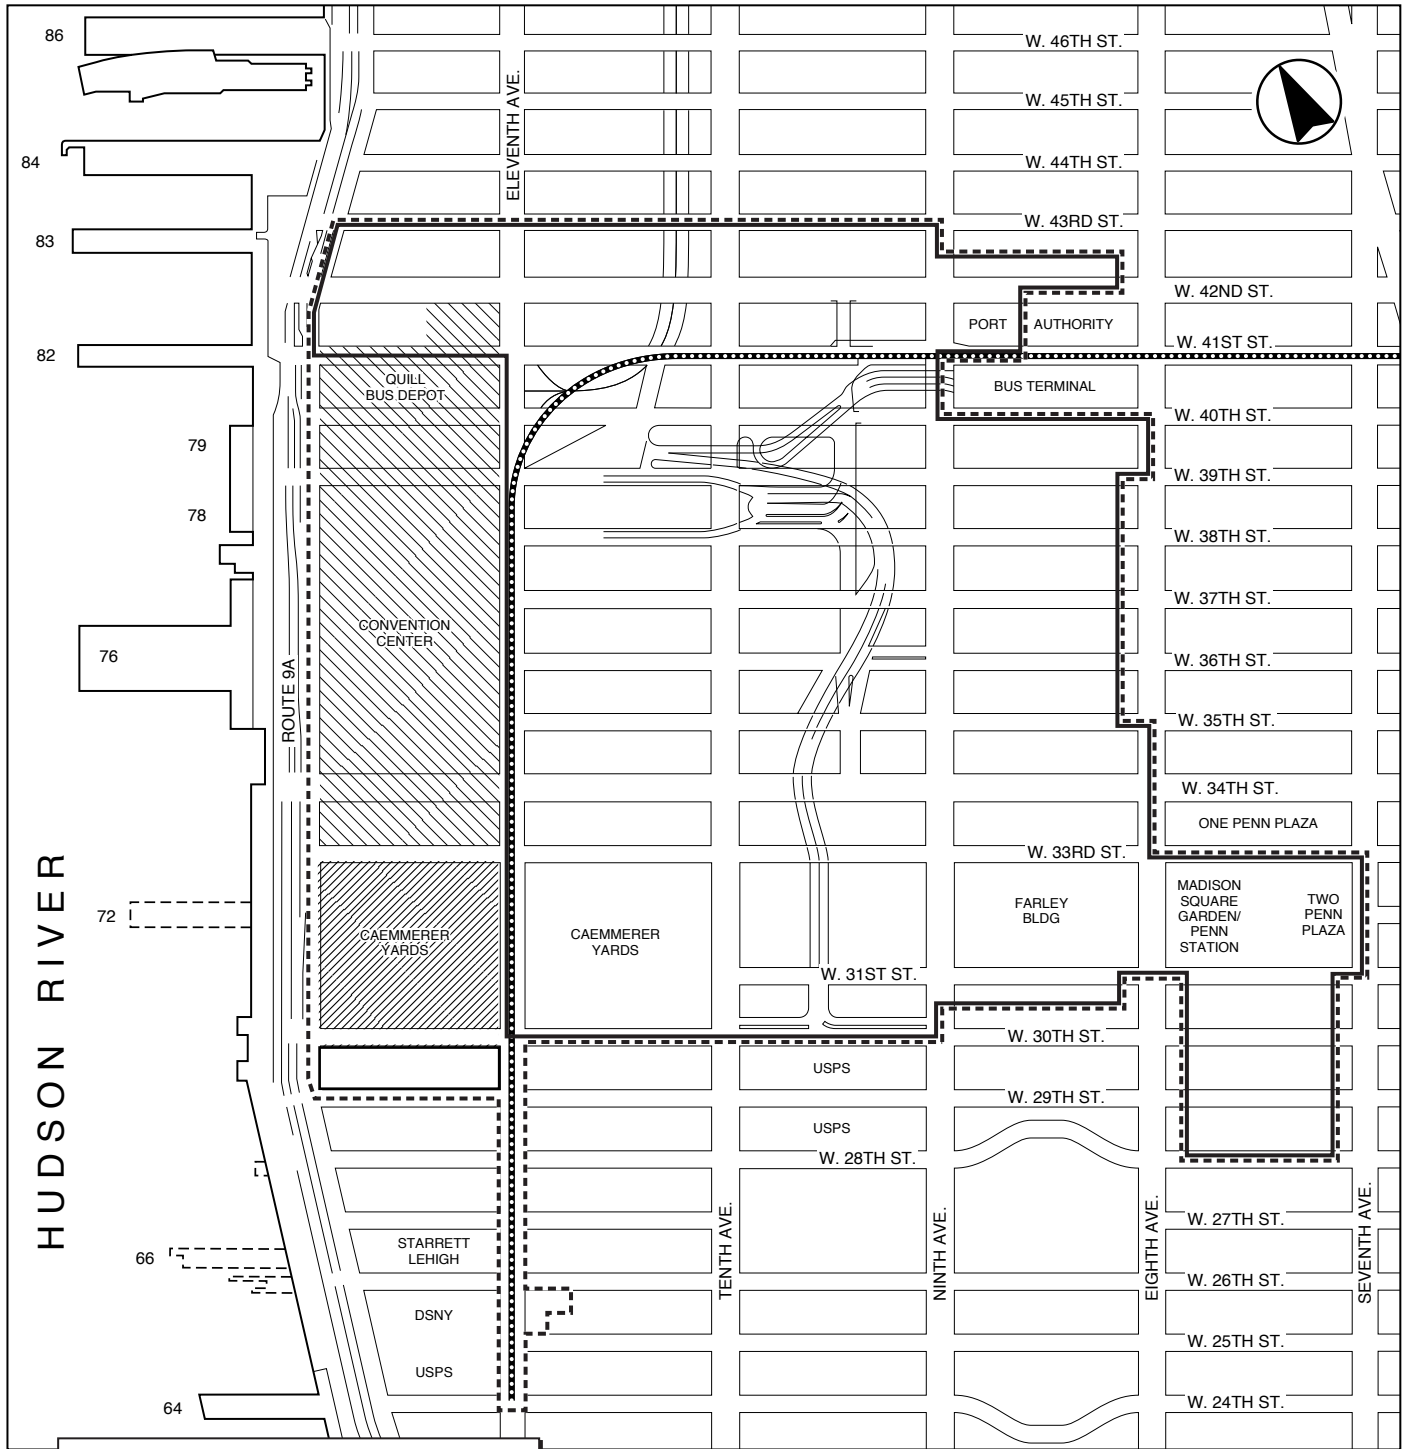 86
W. 46TH ST.
ELEVENTH AVE.
W. 45TH ST.
84
W. 44TH ST.
83
W. 43RD ST.
W. 42ND ST.
PORT AUTHORITY
W. 41ST ST.
82
QUILL
BUS DEPOT
BUS TERMINAL
W. 40TH ST.
79
W. 39TH ST.
78
W. 38TH ST.
W. 37TH ST.
CONVENTION
CENTER
76
W. 36TH ST.
ROUTE 9A
W. 35TH ST.
W. 34TH ST.
ONE PENN PLAZA
W. 33RD ST.
HUDSON RIVER
72
CAEMMERER
YARDS
CAEMMERER
YARDS
FARLEY
BLDG
MADISON
SQUARE
GARDEN/
PENN
STATION
TWO
PENN
PLAZA
W. 31ST ST.
W. 30TH ST.
USPS
W. 29TH ST.
USPS
W. 28TH ST.
TENTH AVE.
NINTH AVE.
EIGHTH AVE.
SEVENTH AVE.
W. 27TH ST.
66
STARRETT
LEHIGH
W. 26TH ST.
DSNY
W. 25TH ST.
USPS
64
W. 24TH ST.